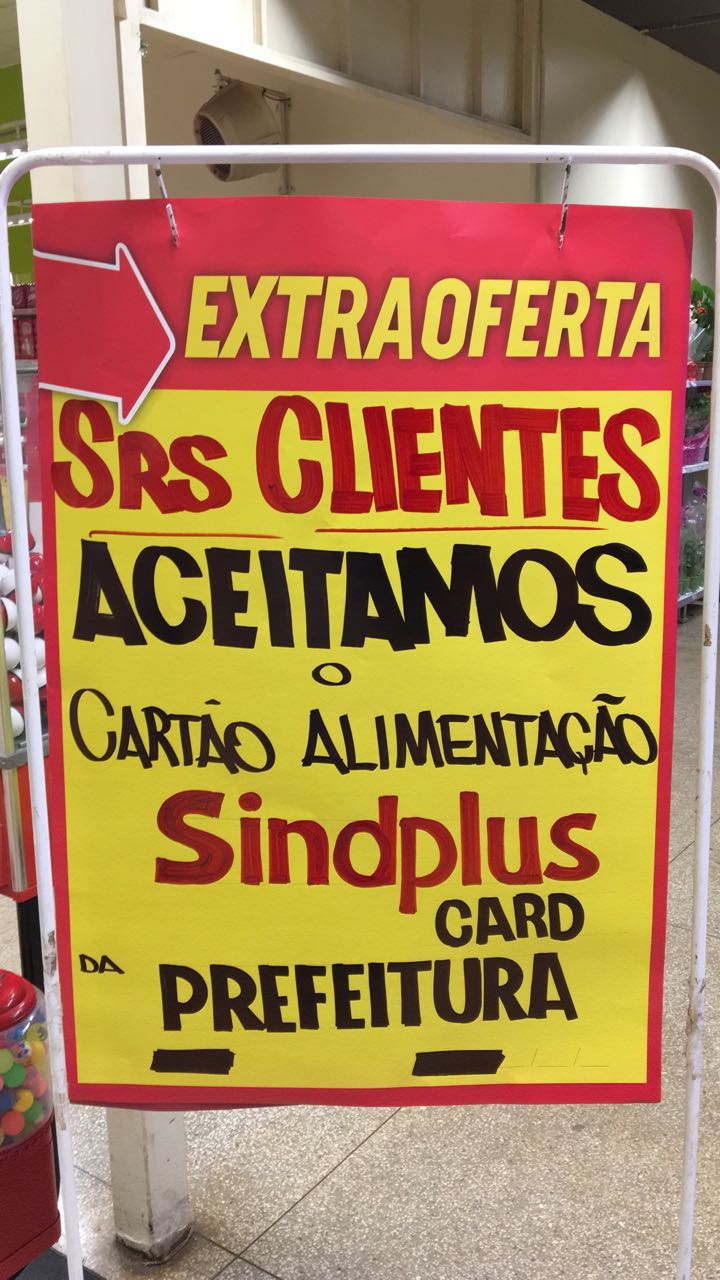 EXTRA OFERTA
SRS CLIENTES
ACEITAMOS
O
CARTÃO ALIMENTAÇÃO
Sindplus
CARD
DA
PREFEITURA